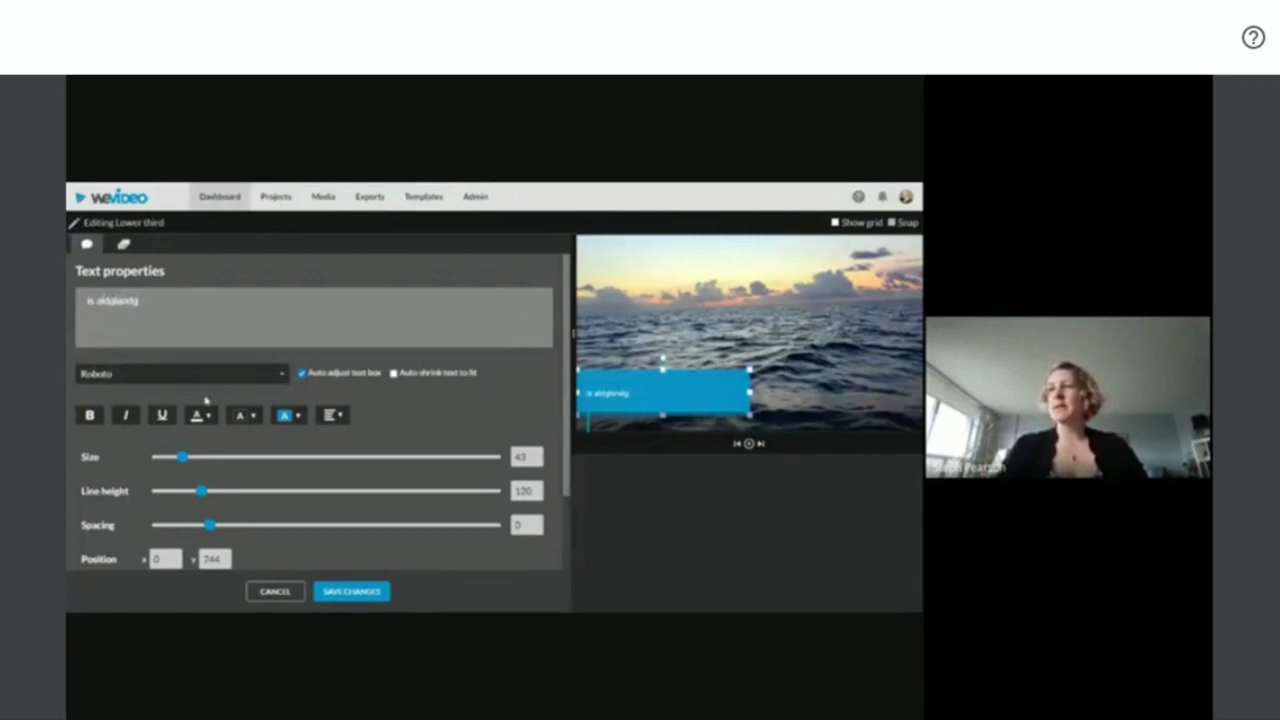 WEVIDEO
Dashboard Projects Media Exports Templates Admin
Editing Lower third
Show grid Snap
Text properties
Roboto
Auto adjust text box Auto shrink text to fit
B I U A A A
Size 43
Line height 120
Spacing 0
Position x 0 y 744
CANCEL SAVE CHANGES
Pearson